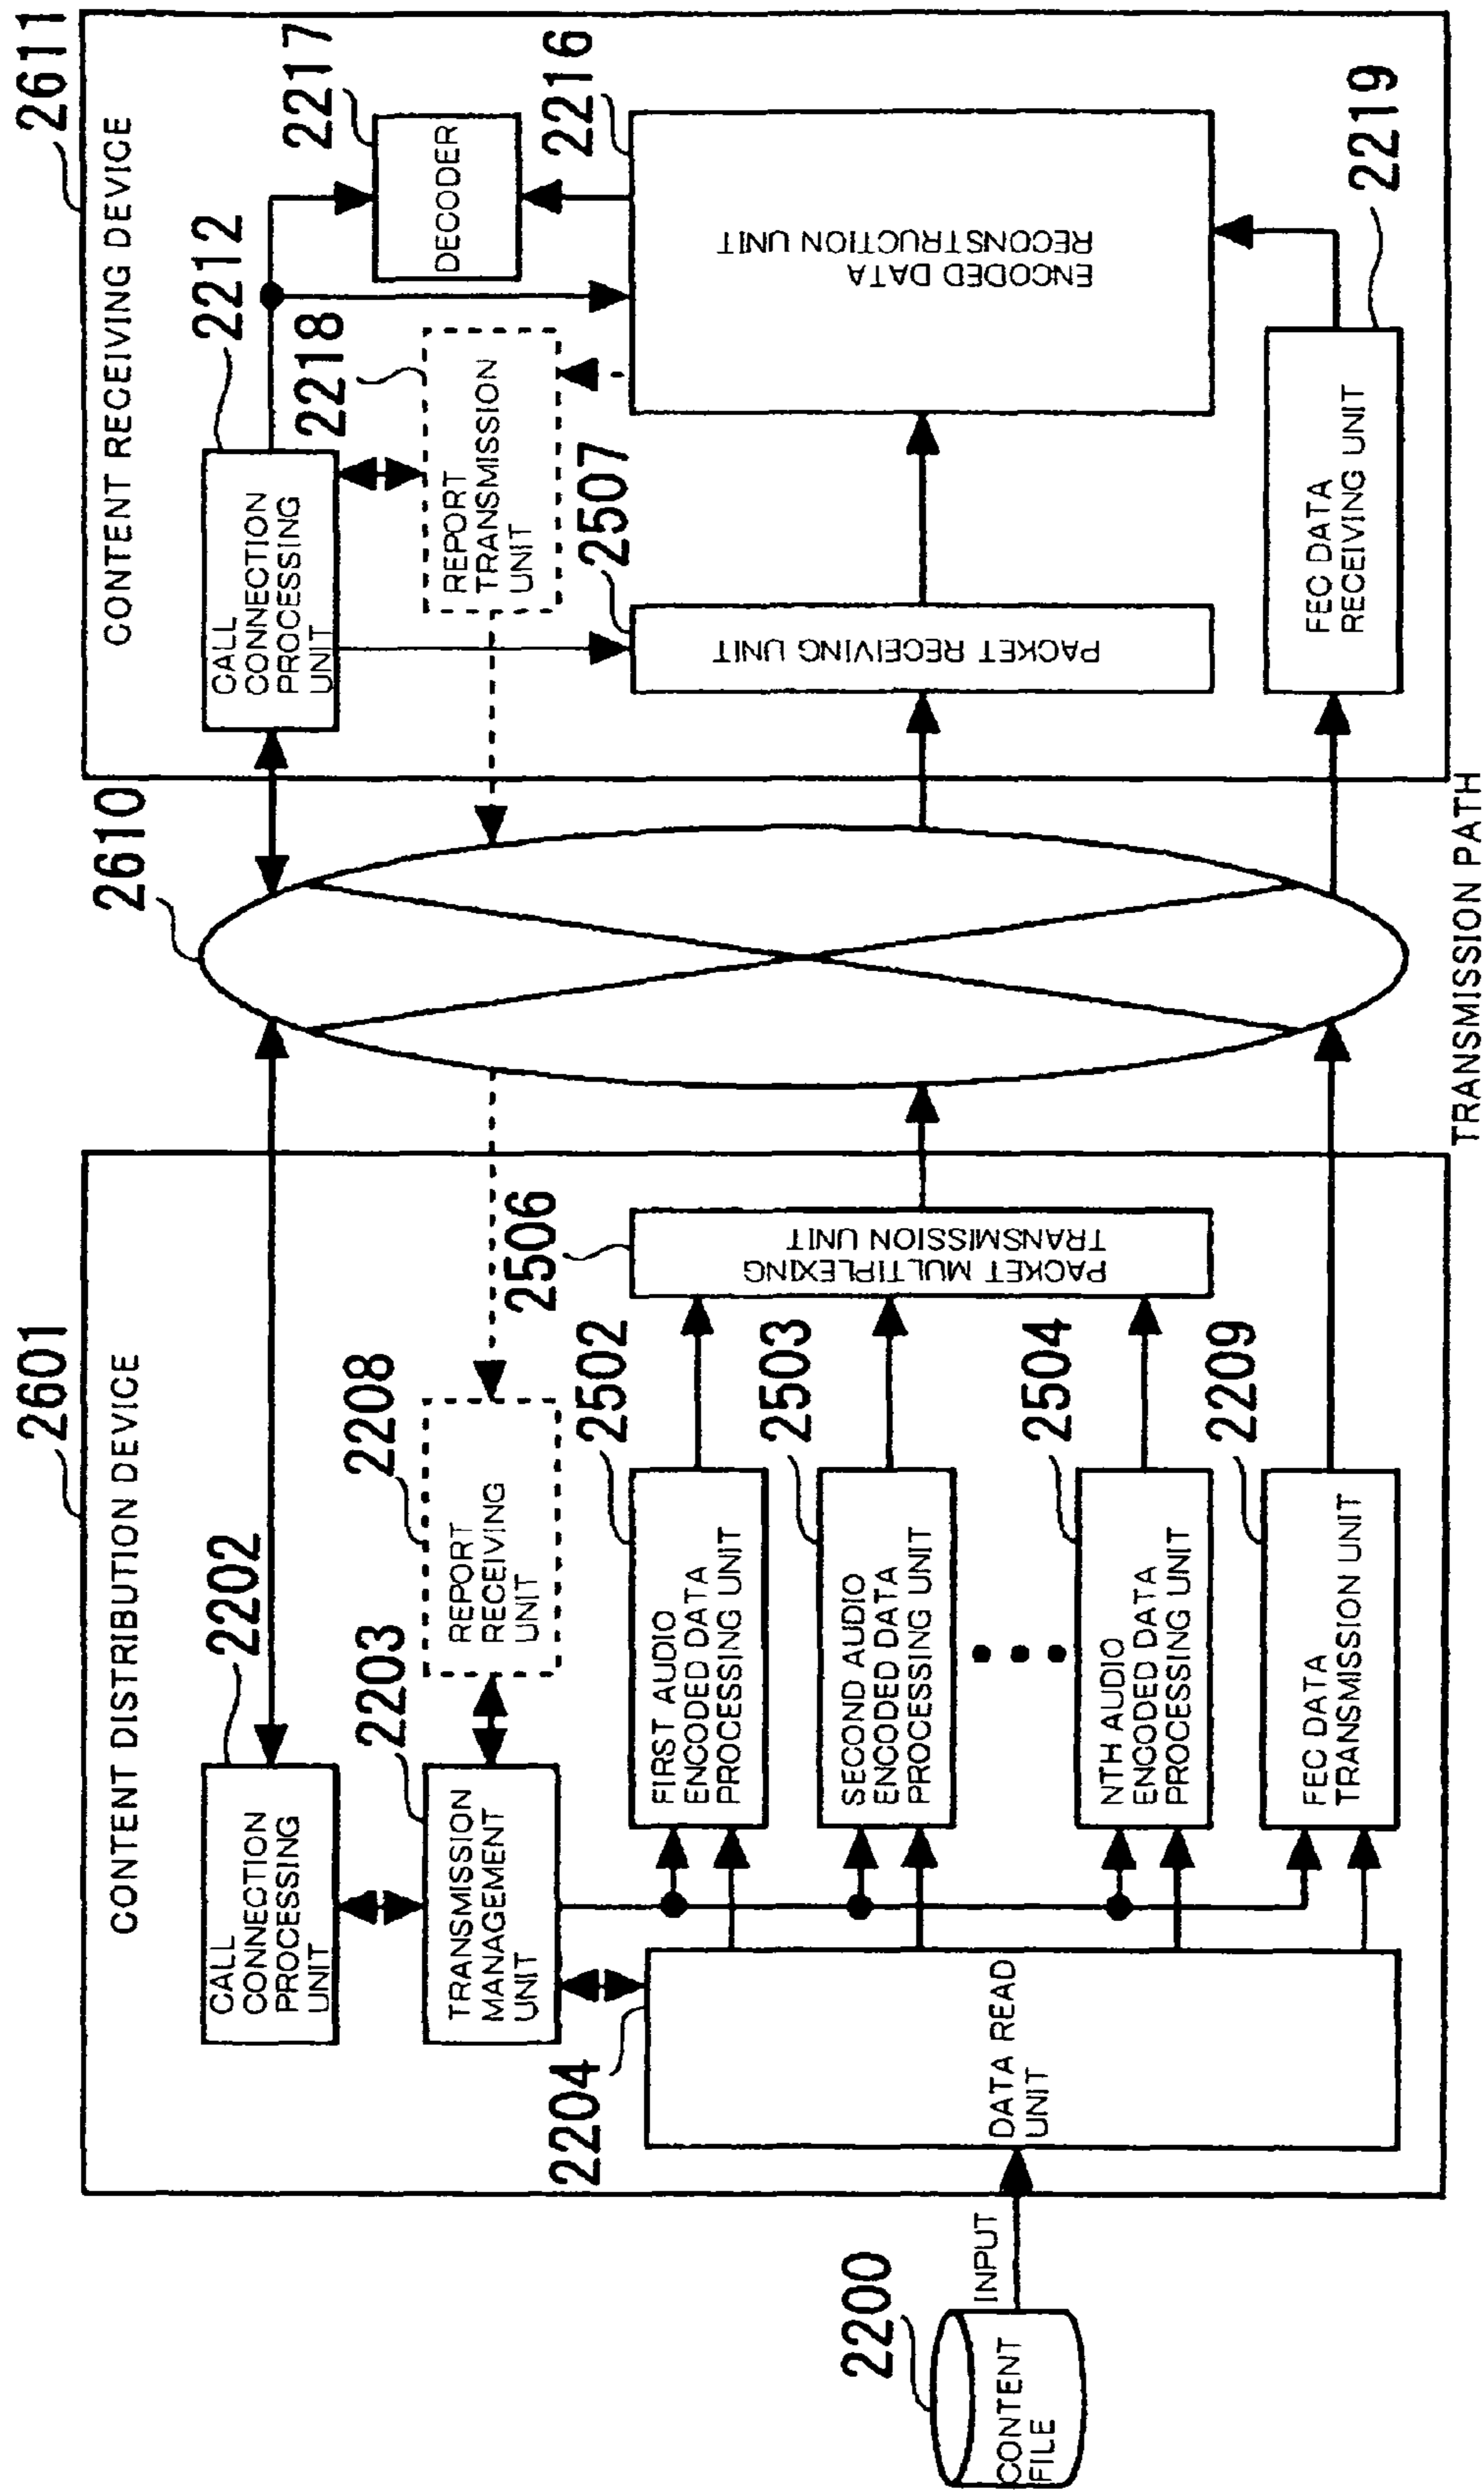 2601
CONTENT DISTRIBUTION DEVICE
2202
CALL
CONNECTION
PROCESSING
UNIT
2203
TRANSMISSION
MANAGEMENT
UNIT
2208
REPORT
RECEIVING
UNIT
2204
DATA READ
UNIT
2200
CONTENT
FILE
INPUT
2502
FIRST AUDIO
ENCODED DATA
PROCESSING UNIT
2503
SECOND AUDIO
ENCODED DATA
PROCESSING UNIT
2504
NTH AUDIO
ENCODED DATA
PROCESSING UNIT
2209
FEC DATA
TRANSMISSION UNIT
2506
PACKET MULTIPLEXING
TRANSMISSION UNIT
2610
TRANSMISSION PATH
2611
CONTENT RECEIVING DEVICE
2212
CALL
CONNECTION
PROCESSING
UNIT
2218
REPORT
TRANSMISSION
UNIT
2217
DECODER
2507
PACKET RECEIVING UNIT
2216
ENCODED DATA
RECONSTRUCTION UNIT
2219
FEC DATA
RECEIVING UNIT